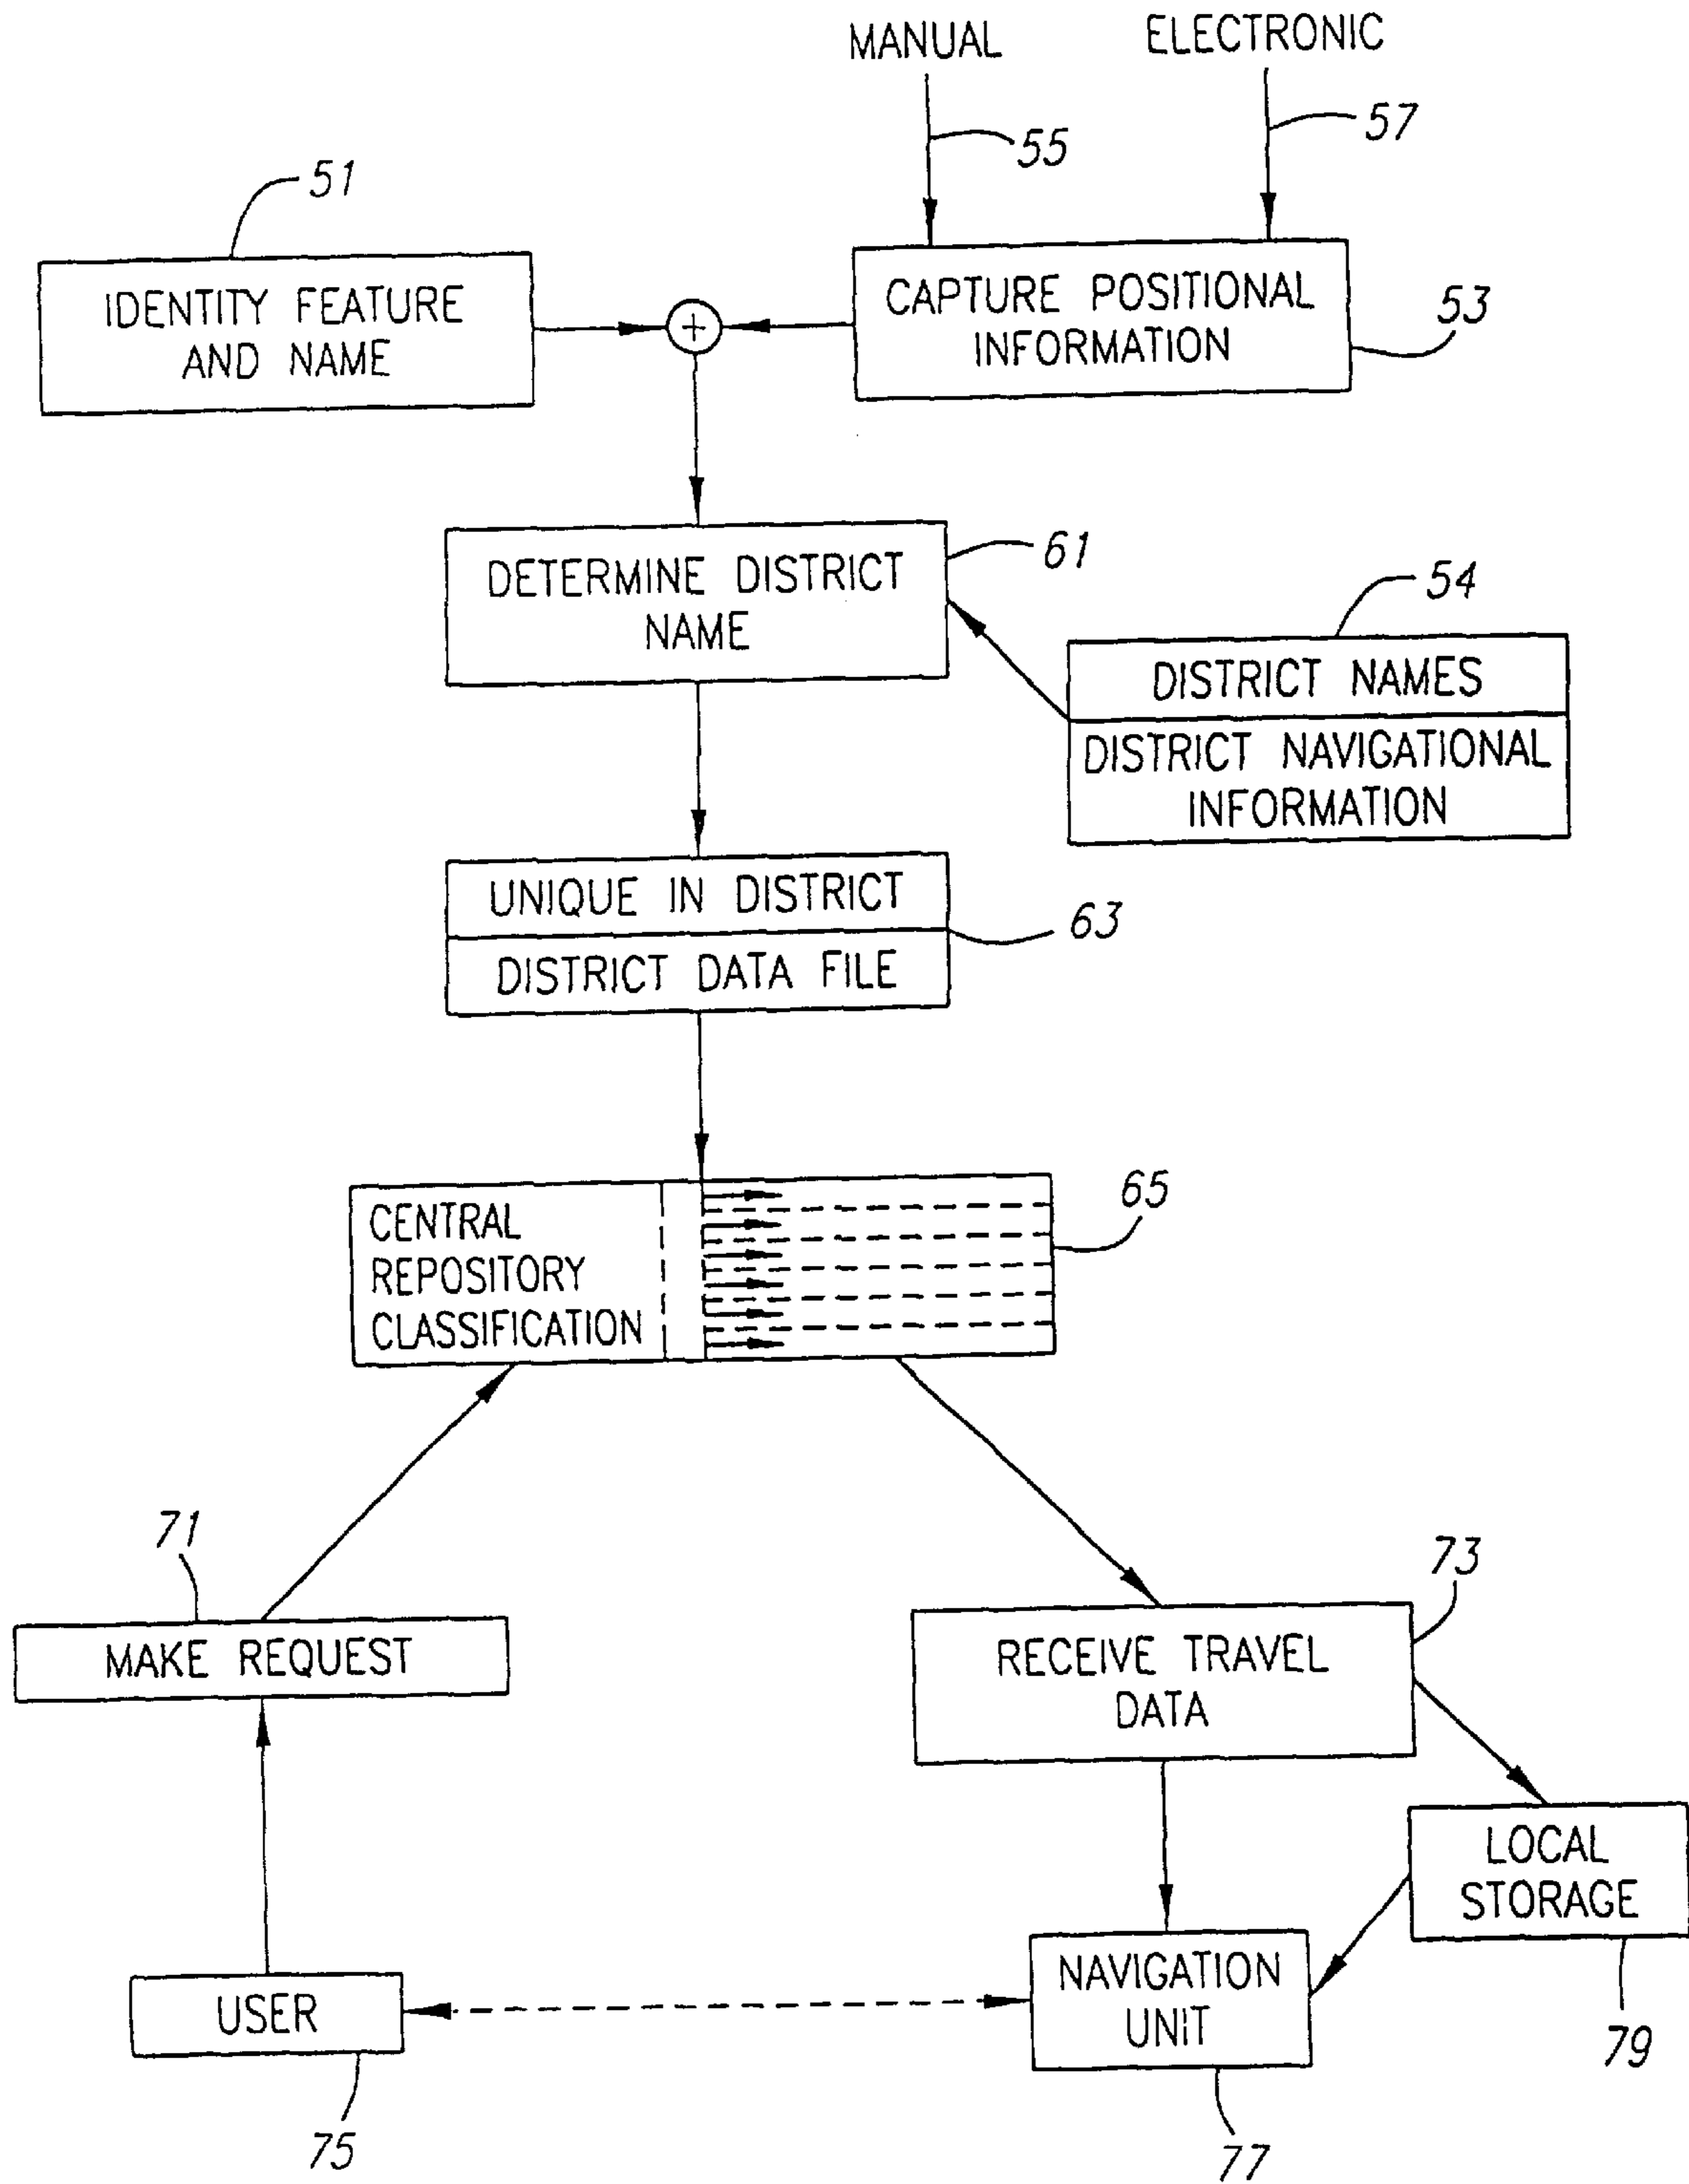 MANUAL
ELECTRONIC
55
57
51
IDENTITY FEATURE
AND NAME
+
CAPTURE POSITIONAL
INFORMATION
53
DETERMINE DISTRICT
NAME
61
54
DISTRICT NAMES
DISTRICT NAVIGATIONAL
INFORMATION
UNIQUE IN DISTRICT
DISTRICT DATA FILE
63
CENTRAL
REPOSITORY
CLASSIFICATION
65
71
MAKE REQUEST
73
RECEIVE TRAVEL
DATA
LOCAL
STORAGE
79
USER
75
NAVIGATION
UNIT
77